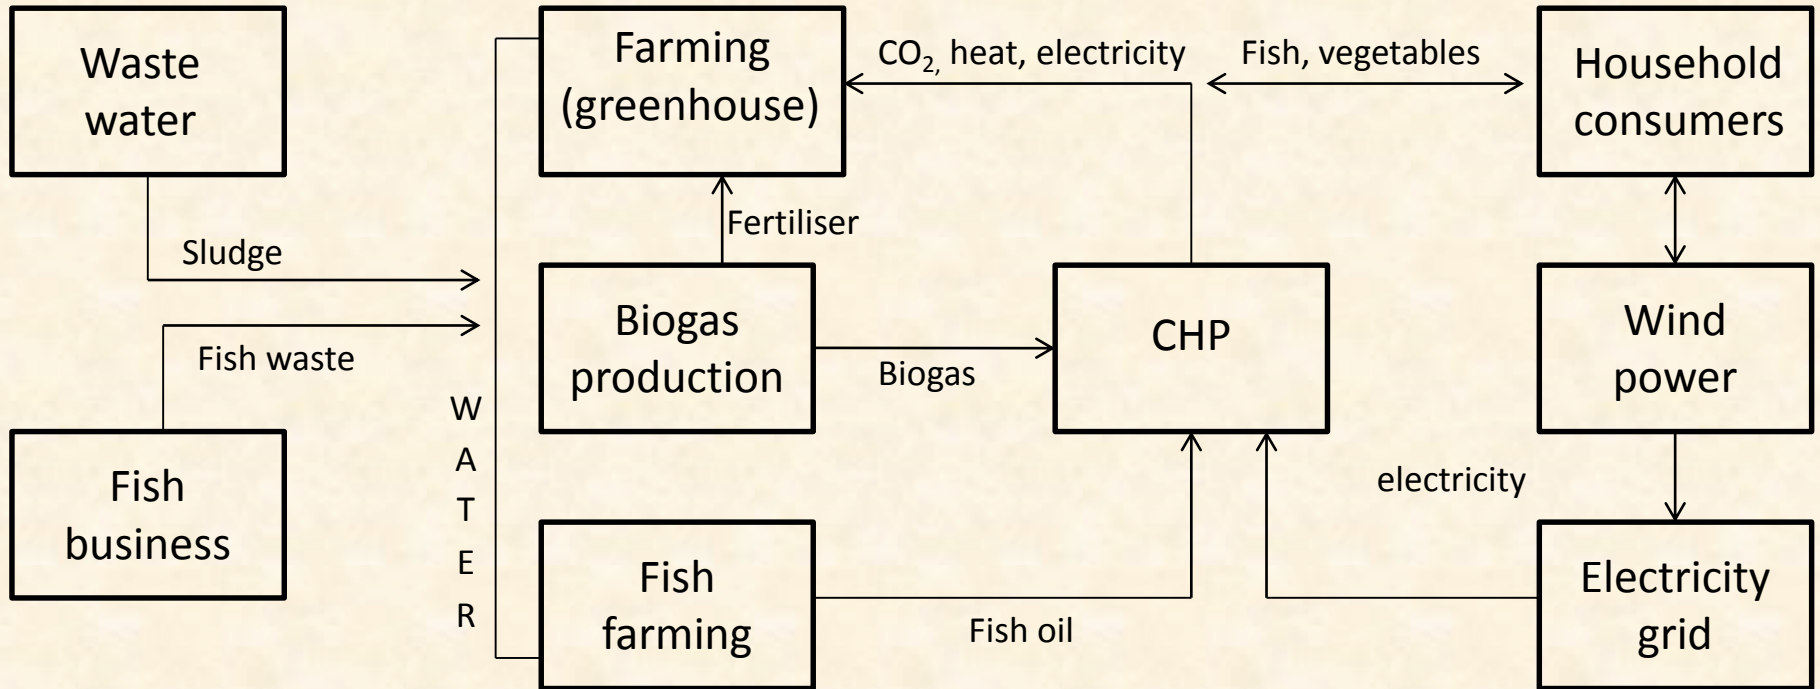 Waste
water
Farming
(greenhouse)
CO₂, heat, electricity
Fish, vegetables
Household
consumers
Sludge
Fertiliser
Fish waste
Biogas
production
Biogas
CHP
Wind
power
W
A
T
E
R
Fish
business
Fish
farming
Fish oil
electricity
Electricity
grid